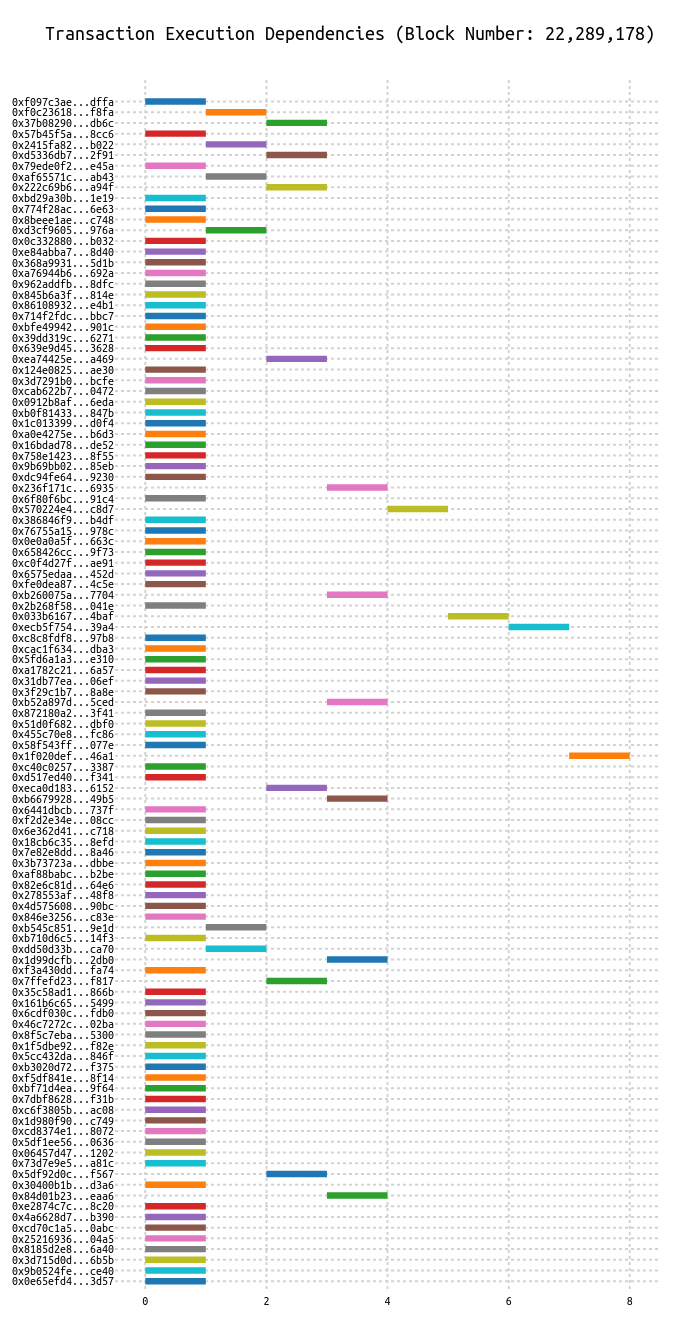 Transaction Execution Dependencies (Block Number: 22,289,178)
0xf097c3ae...dffa
0xf0c23618...f8fa
0x37b08290...db6c
0x57b45f5a...8cc6
0x2415fa82...b022
0xd5336db7...2f91
0x79ede0f2...e45a
0xaf65571c...ab43
0x222c69b6...a94f
0xbd29a30b...1e19
0x774f28ac...6e63
0x8beee1ae...c748
0xd3cf9605...976a
0x0c332880...b032
0xe84abba7...8d40
0x368a9931...5d1b
0xa76944b6...692a
0x962addfb...8dfc
0x845b6a3f...814e
0x86108932...e4b1
0x714f2fdc...bbc7
0xbfe49942...901c
0x39dd319c...6271
0x639e9d45...3628
0xea74425e...a469
0x124e0825...ae30
0x3d7291b0...bcfe
0xcab622b7...0472
0x0912b8af...6eda
0xb0f81433...847b
0x1c013399...d0f4
0xa0e4275e...b6d3
0x16bdad78...de52
0x758e1423...8f55
0x9b69bb02...85eb
0xdc94fe64...9230
0x236f171c...6935
0x6f80f6bc...91c4
0x570224e4...c8d7
0x386846f9...b4df
0x76755a15...978c
0x0e0a0a5f...663c
0x658426cc...9f73
0xc0f4d27f...ae91
0x6575edaa...452d
0xfe0dea87...4c5e
0xb260075a...7704
0x2b268f58...041e
0x033b6167...4baf
0xecb5f754...39a4
0xc8c8fdf8...97b8
0xcac1f634...dba3
0x5fd6a1a3...e310
0xa1782c21...6a57
0x31db77ea...06ef
0x3f29c1b7...8a8e
0xb52a897d...5ced
0x872180a2...3f41
0x51d0f682...dbf0
0x455c70e8...fc86
0x58f543ff...077e
0x1f020def...46a1
0xc40c0257...3387
0xd517ed40...f341
0xeca0d183...6152
0xb6679928...49b5
0x6441dbcb...737f
0xf2d2e34e...08cc
0x6e362d41...c718
0x18cb6c35...8efd
0x7e82e8dd...8a46
0x3b73723a...dbbe
0xaf88babc...b2be
0x82e6c81d...64e6
0x278553af...48f8
0x4d575608...90bc
0x846e3256...c83e
0xb545c851...9e1d
0xb710d6c5...14f3
0xdd50d33b...ca70
0x1d99dcfb...2db0
0xf3a430dd...fa74
0x7ffefd23...f817
0x35c58ad1...866b
0x161b6c65...5499
0x6cdf030c...fdb0
0x46c7272c...02ba
0x8f5c7eba...5300
0x1f5dbe92...f82e
0x5cc432da...846f
0xb3020d72...f375
0xf5df841e...8f14
0xbf71d4ea...9f64
0x7dbf8628...f31b
0xc6f3805b...ac08
0x1d980f90...c749
0xcd8374e1...8072
0x5df1ee56...0636
0x06457d47...1202
0x73d7e9e5...a81c
0x5df92d0c...f567
0x30400b1b...d3a6
0x84d01b23...eaa6
0xe2874c7c...8c20
0x4a6628d7...b390
0xcd70c1a5...0abc
0x25216936...04a5
0x8185d2e8...6a40
0x3d715d0d...6b5b
0x9b0524fe...ce40
0x0e65efd4...3d57
0 2 4 6 8